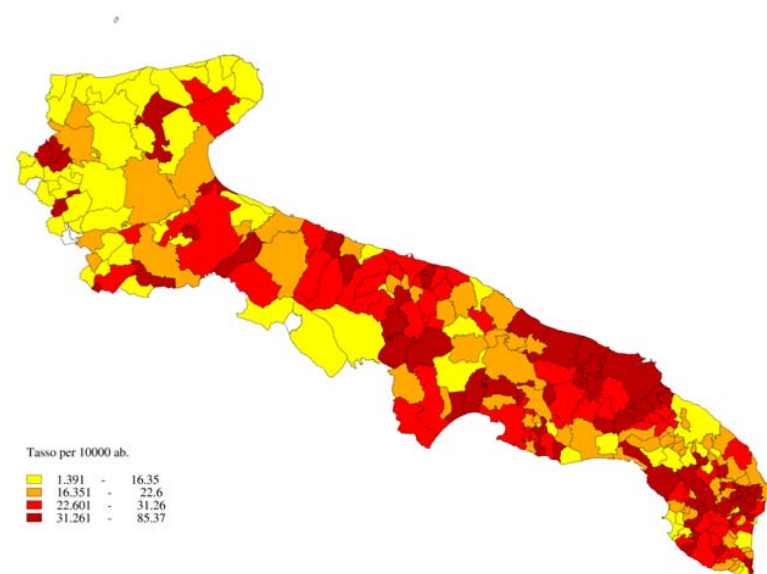 Tasso per 10000 ab.
1.391 - 16.35
16.351 - 22.6
22.601 - 31.26
31.261 - 85.37